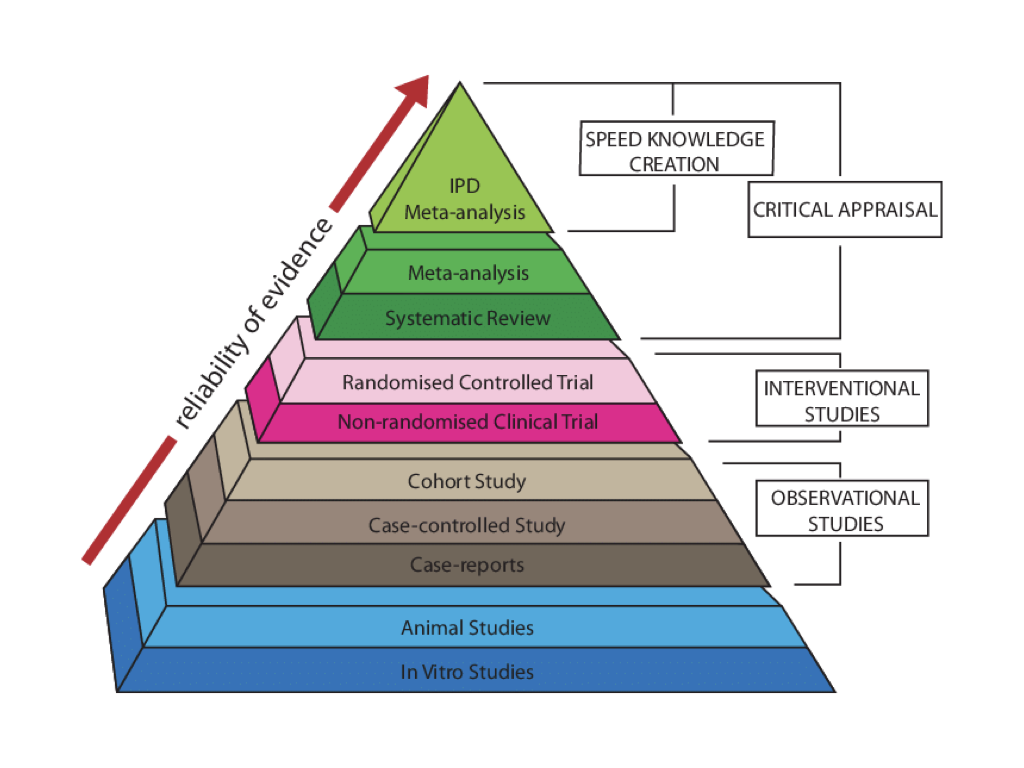 reliability of evidence
IPD
Meta-analysis
Meta-analysis
Systematic Review
Randomised Controlled Trial
Non-randomised Clinical Trial
Cohort Study
Case-controlled Study
Case-reports
Animal Studies
In Vitro Studies
SPEED KNOWLEDGE
CREATION
CRITICAL APPRAISAL
INTERVENTIONAL
STUDIES
OBSERVATIONAL
STUDIES